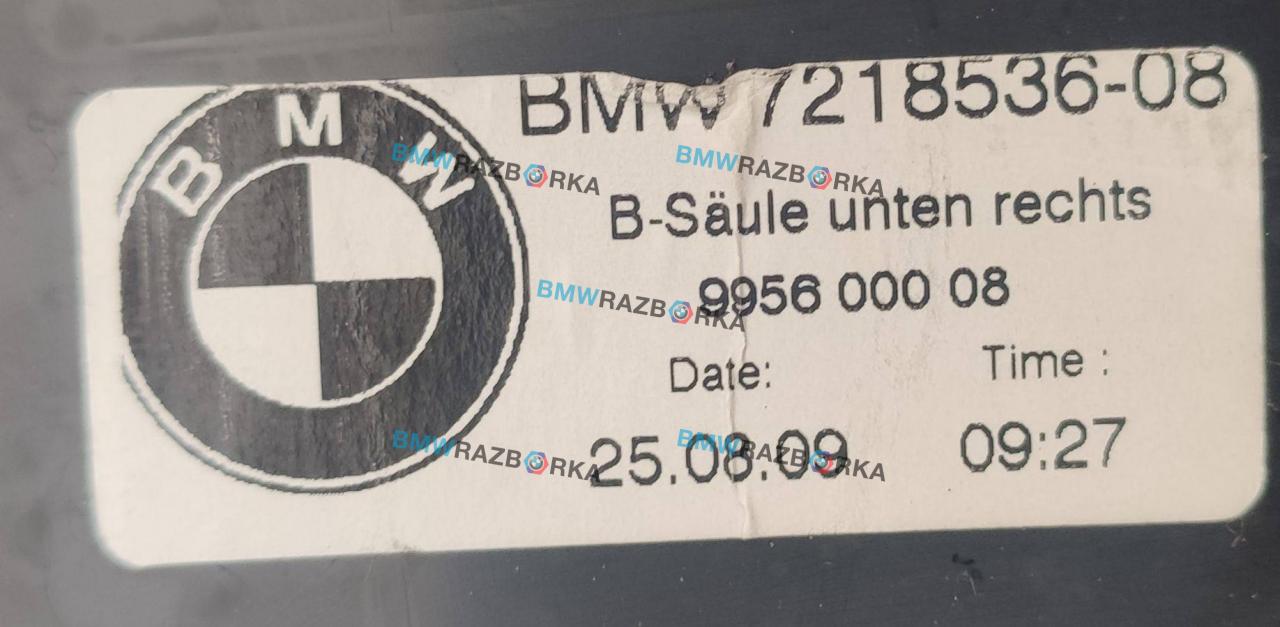 BMW 7218536-08
B M W
BMWRAZBORKA
BMWRAZBORKA
B-Säule unten rechts
9956 000 08
BMWRAZBORKA
Date:
Time :
25.08.09
09:27
BMWRAZBORKA
BMWRAZBORKA